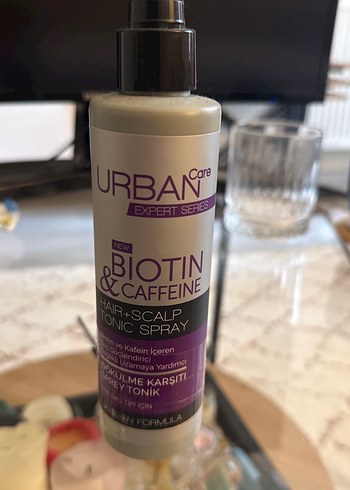 URBAN Care
EXPERT SERIES
NEW
BIOTIN
& CAFFEINE
HAIR+SCALP
TONIC SPRAY
ve Kafein İçeren
Uzamaya Yardımcı
DÖKÜLME KARŞITI
SPREY TONİK
FORMULA